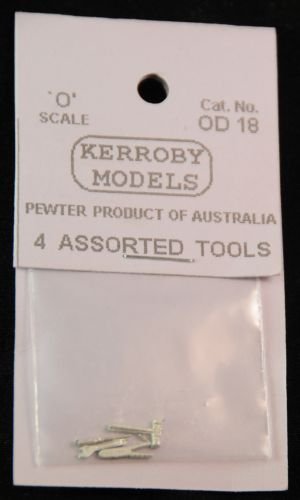 'O' Cat. No.
SCALE OD 18
KERROBY
MODELS
PEWTER PRODUCT OF AUSTRALIA
4 ASSORTED TOOLS